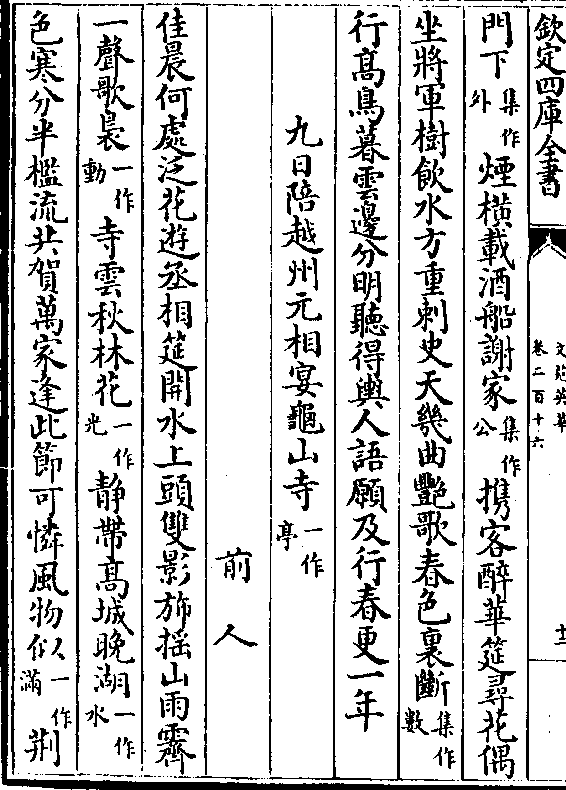 欽定四庫全書
文苑英華
卷二百十六
十三
門下集作外煙橫載酒船謝家集作公攜客醉華筵尋花偶
坐將軍樹飲水方重刺史天幾曲艷歌春色裏斷集作數
行髙鳥暮雲邊分明聽得輿人語願及行春更一年
九日陪越州元相宴龜山寺一作亭
前人
佳晨何處泛花遊丞相筵開水上頭雙影旆摇山雨霽
一聲歌裊一作動寺雲秋林花一作光静帶髙城晚湖一作水
色寒分半檻流共賀萬家逢此節可憐風物似一作滿荆